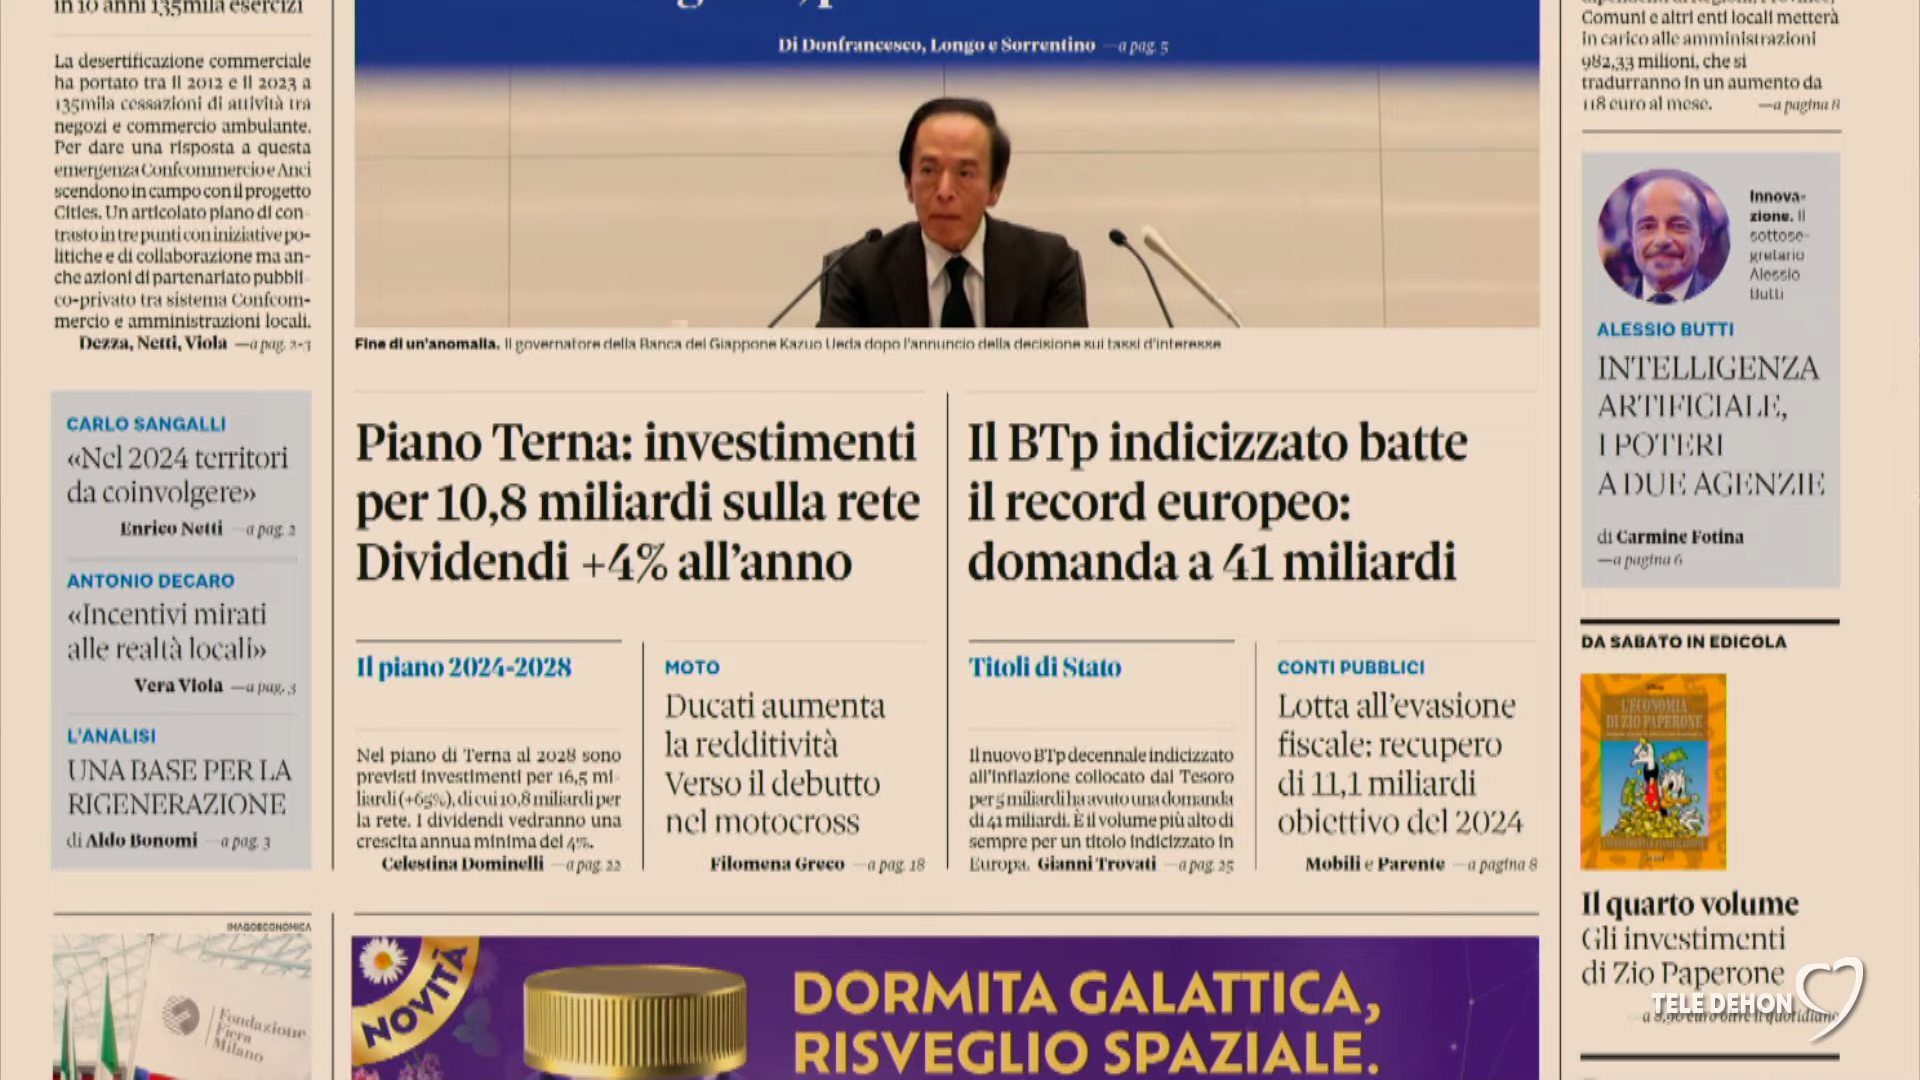 in 10 anni 135mila esercizi
La desertificazione commerciale
ha portato tra il 2012 e il 2023 a
135mila cessazioni di attività tra
negozi e commercio ambulante.
Per dare una risposta a questa
emergenza Confcommercio e Anci
scendono in campo con il progetto
Cities. Un articolato piano di con-
trasto in tre punti con iniziative po-
litiche e di collaborazione ma an-
che azioni di partenariato pubbli-
co-privato tra sistema Confcom-
mercio e amministrazioni locali.
Dezza, Netti, Viola —a pag. 2-3
CARLO SANGALLI
«Nel 2024 territori
da coinvolgere»
Enrico Netti —a pag. 2
ANTONIO DECARO
«Incentivi mirati
alle realtà locali»
Vera Viola —a pag. 3
L'ANALISI
UNA BASE PER LA
RIGENERAZIONE
di Aldo Bonomi —a pag. 3
IMAGOECONOMICA
Fondazione
Fiera
Milano
Di Donfrancesco, Longo e Sorrentino —a pag. 5
Fine di un'anomalia. Il governatore della Banca del Giappone Kazuo Ueda dopo l'annuncio della decisione sui tassi d'interesse
Piano Terna: investimenti
per 10,8 miliardi sulla rete
Dividendi +4% all'anno
Il piano 2024-2028
Nel piano di Terna al 2028 sono
previsti investimenti per 16,5 mi-
liardi (+65%), di cui 10,8 miliardi per
la rete. I dividendi vedranno una
crescita annua minima del 4%.
Celestina Dominelli —a pag. 22
MOTO
Ducati aumenta
la redditività
Verso il debutto
nel motocross
Filomena Greco —a pag. 18
Il BTp indicizzato batte
il record europeo:
domanda a 41 miliardi
Titoli di Stato
Il nuovo BTp decennale indicizzato
all'inflazione collocato dal Tesoro
per 5 miliardi ha avuto una domanda
di 41 miliardi. È il volume più alto di
sempre per un titolo indicizzato in
Europa. Gianni Trovati —a pag. 25
CONTI PUBBLICI
Lotta all'evasione
fiscale: recupero
di 11,1 miliardi
obiettivo del 2024
Mobili e Parente —a pagina 8
NOVITÀ
DORMITA GALATTICA,
RISVEGLIO SPAZIALE.
dipendenti di Regioni, Province,
Comuni e altri enti locali metterà
in carico alle amministrazioni
982,33 milioni, che si
tradurranno in un aumento da
118 euro al mese. —a pagina 8
Innova-
zione. Il
sottose-
gretario
Alessio
Butti
ALESSIO BUTTI
INTELLIGENZA
ARTIFICIALE,
I POTERI
A DUE AGENZIE
di Carmine Fotina
—a pagina 6
DA SABATO IN EDICOLA
L'ECONOMIA
DI ZIO PAPERONE
Il quarto volume
Gli investimenti
di Zio Paperone
TELE DEHON
a 8,90 euro oltre il quotidiano